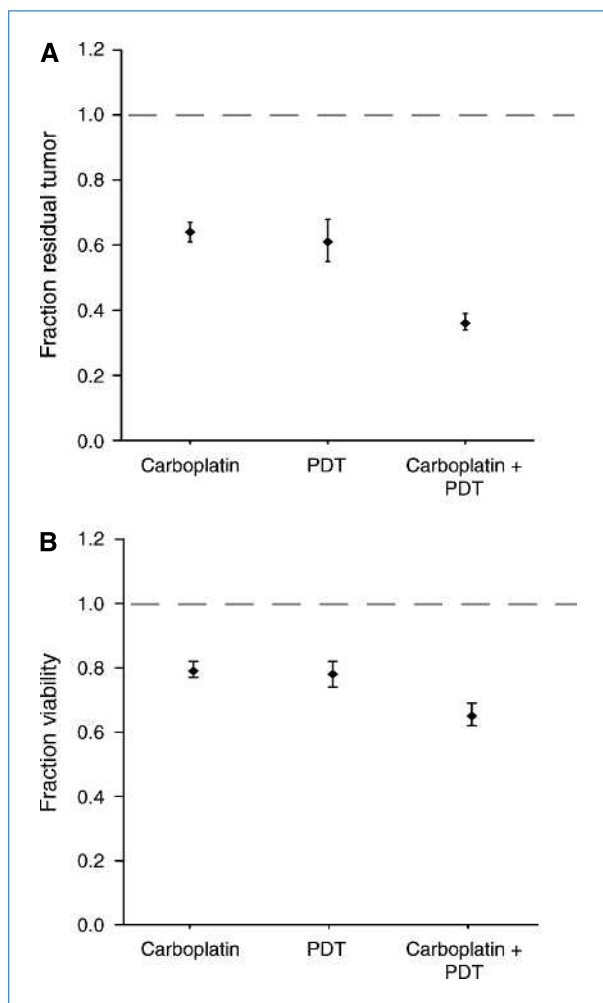 A
1.2
1.0
0.8
0.6
0.4
0.2
0.0
Fraction residual tumor
Carboplatin
PDT
Carboplatin +
PDT
B
1.2
1.0
0.8
0.6
0.4
0.2
0.0
Fraction viability
Carboplatin
PDT
Carboplatin +
PDT